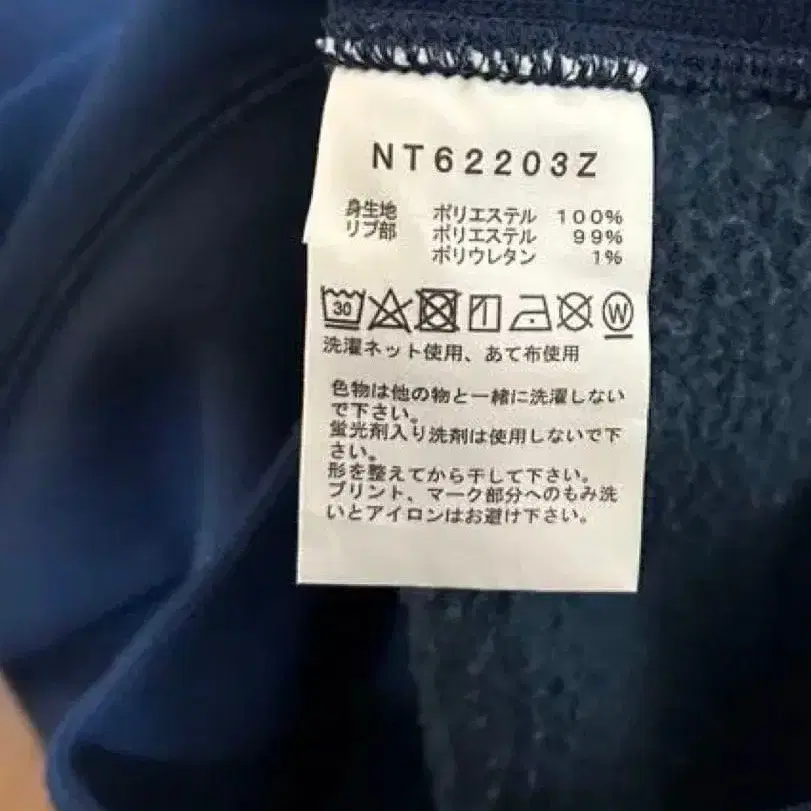 NT62203Z
身生地 ポリエステル 100%
リブ部 ポリエステル 99%
ポリウレタン 1%
30 W
洗濯ネット使用、あて布使用
色物は他の物と一緒に洗濯しない
で下さい。
蛍光剤入り洗剤は使用しないで下
さい。
形を整えてから干して下さい。
プリント、マーク部分へのもみ洗
いとアイロンはお避け下さい。